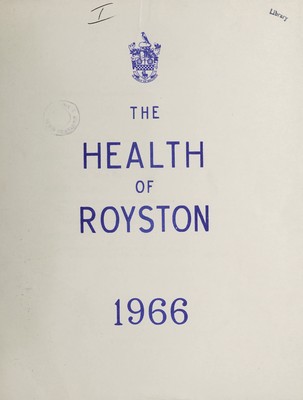 I
Library
THE
HEALTH
OF
ROYSTON
1966